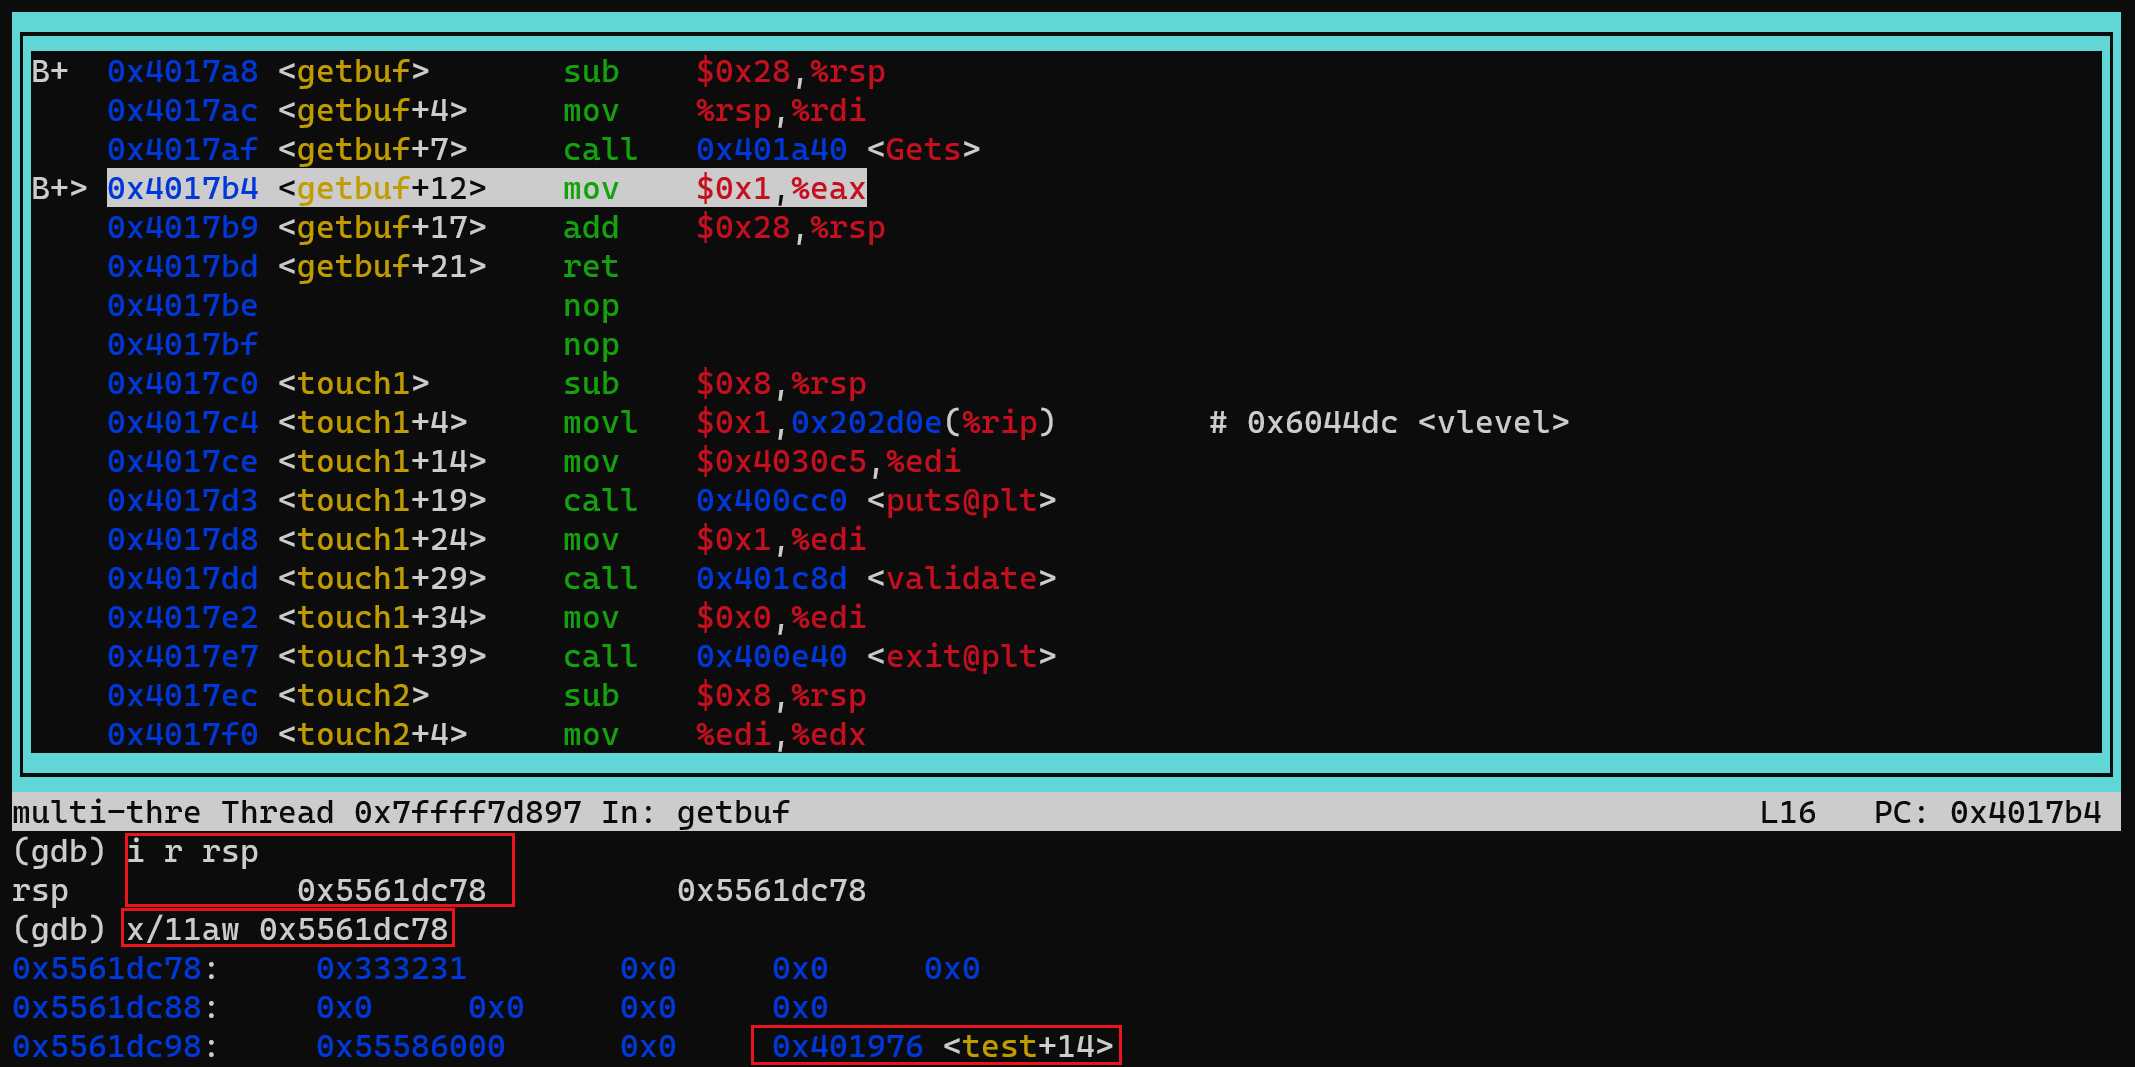 B+ 0x4017a8 <getbuf> sub $0x28,%rsp
0x4017ac <getbuf+4> mov %rsp,%rdi
0x4017af <getbuf+7> call 0x401a40 <Gets>
B+> 0x4017b4 <getbuf+12> mov $0x1,%eax
0x4017b9 <getbuf+17> add $0x28,%rsp
0x4017bd <getbuf+21> ret
0x4017be nop
0x4017bf nop
0x4017c0 <touch1> sub $0x8,%rsp
0x4017c4 <touch1+4> movl $0x1,0x202d0e(%rip) # 0x6044dc <vlevel>
0x4017ce <touch1+14> mov $0x4030c5,%edi
0x4017d3 <touch1+19> call 0x400cc0 <puts@plt>
0x4017d8 <touch1+24> mov $0x1,%edi
0x4017dd <touch1+29> call 0x401c8d <validate>
0x4017e2 <touch1+34> mov $0x0,%edi
0x4017e7 <touch1+39> call 0x400e40 <exit@plt>
0x4017ec <touch2> sub $0x8,%rsp
0x4017f0 <touch2+4> mov %edi,%edx
multi-thre Thread 0x7ffff7d897 In: getbuf L16 PC: 0x4017b4
(gdb) i r rsp
rsp 0x5561dc78 0x5561dc78
(gdb) x/11aw 0x5561dc78
0x5561dc78: 0x333231 0x0 0x0 0x0
0x5561dc88: 0x0 0x0 0x0 0x0
0x5561dc98: 0x55586000 0x0 0x401976 <test+14>